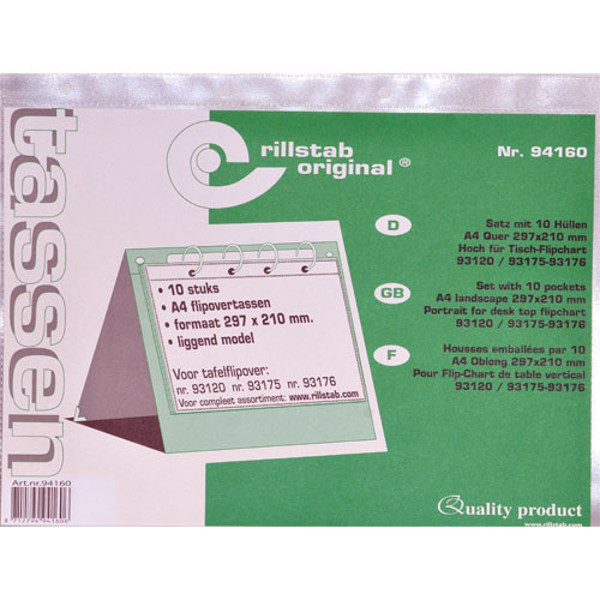 tassen
rillstab
original ®
Nr. 94160
D
Satz mit 10 Hüllen
A4 Quer 297x210 mm
Hoch für Tisch-Flipchart
93120 / 93175-93176
GB
Set with 10 pockets
A4 landscape 297x210 mm
Portrait for desk top flipchart
93120 / 93175-93176
F
Housses emballées par 10
A4 Oblong 297x210 mm
Pour Flip-Chart de table vertical
93120 / 93175-93176
• 10 stuks
• A4 flipovertassen
• formaat 297 x 210 mm.
• liggend model
Voor tafelflipover:
nr. 93120 nr. 93175 nr. 93176
Voor compleet assortiment: www.rillstab.com
Art.nr.94160
8 712294 941606
Quality product
www.rillstab.com